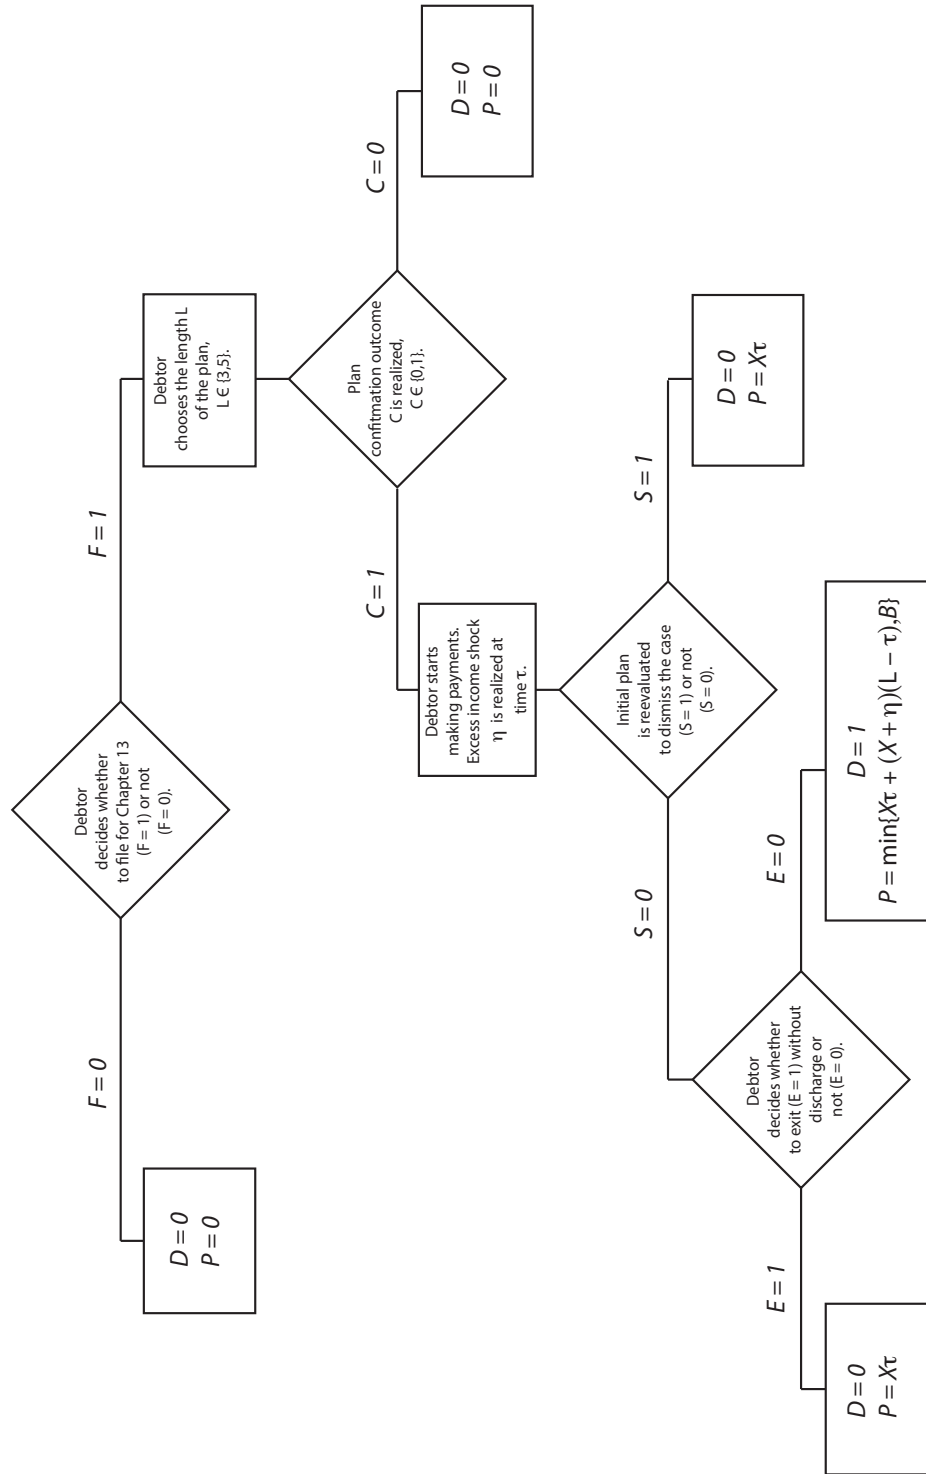 Debtor
decides whether
to file for Chapter 13
(F = 1) or not
(F = 0).
F = 0
F = 1
D = 0
P = 0
Debtor
chooses the length L
of the plan,
L ∈ {3,5}.
Plan
confitmation outcome
C is realized,
C ∈ {0,1}.
C = 1
C = 0
D = 0
P = 0
Debtor starts
making payments.
Excess income shock
η is realized at
time τ.
Initial plan
is reevaluated
to dismiss the case
(S = 1) or not
(S = 0).
S = 0
S = 1
D = 0
P = Xτ
Debtor
decides whether
to exit (E = 1) without
discharge or
not (E = 0).
E = 1
E = 0
D = 0
P = Xτ
D = 1
P = min{Xτ + (X + η)(L − τ),B}